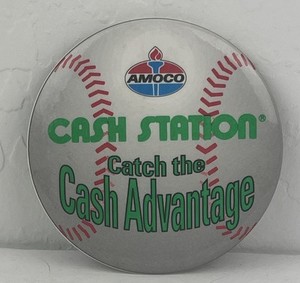 AMOCO
CASH STATION®
Catch the
Cash Advantage